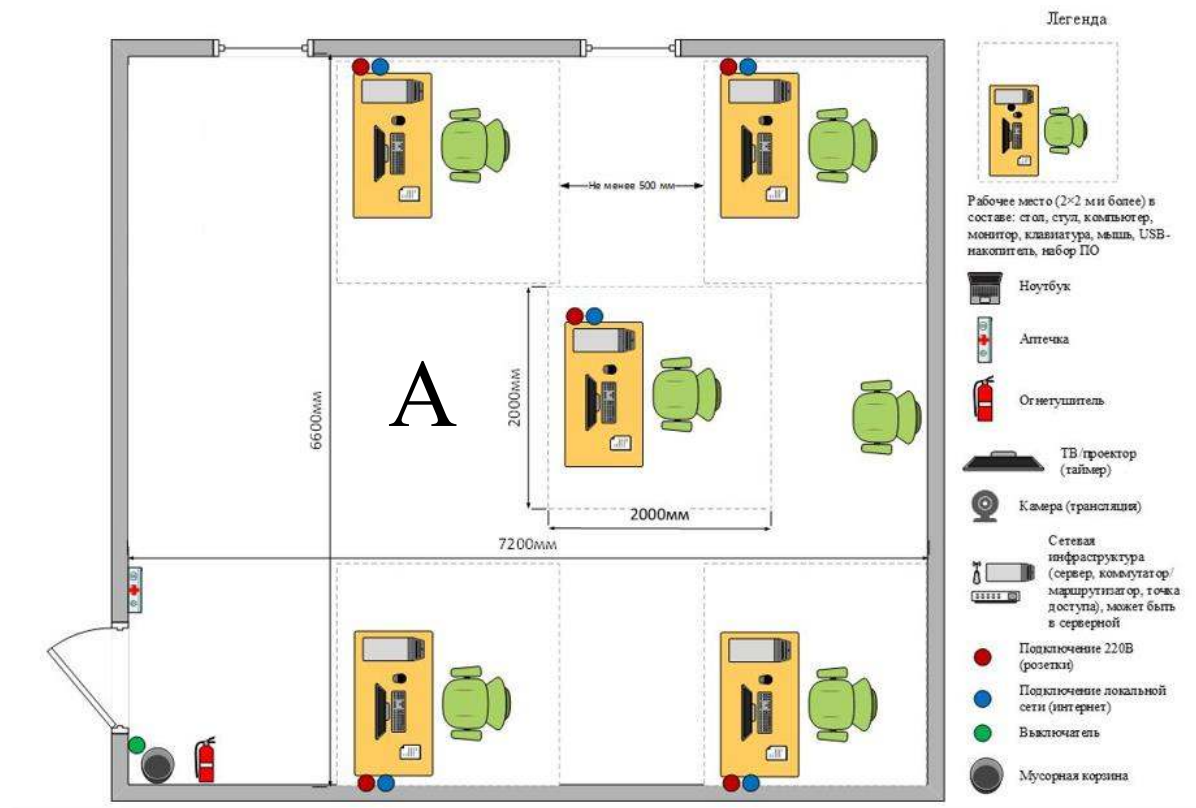 Легенда
Не менее 500 мм
Рабочее место (2×2 м и более) в
составе: стол, стул, компьютер,
монитор, клавиатура, мышь, USB-
накопитель, набор ПО
Ноутбук
Аптечка
А
6600мм
2000мм
Огнетушитель
ТВ/проектор
(таймер)
2000мм
Камера (трансляция)
7200мм
Сетевая
инфраструктура
(сервер, коммутатор/
маршрутизатор, точка
доступа), может быть
в серверной
Подключение 220В
(розетки)
Подключение локальной
сети (интернет)
Выключатель
Мусорная корзина